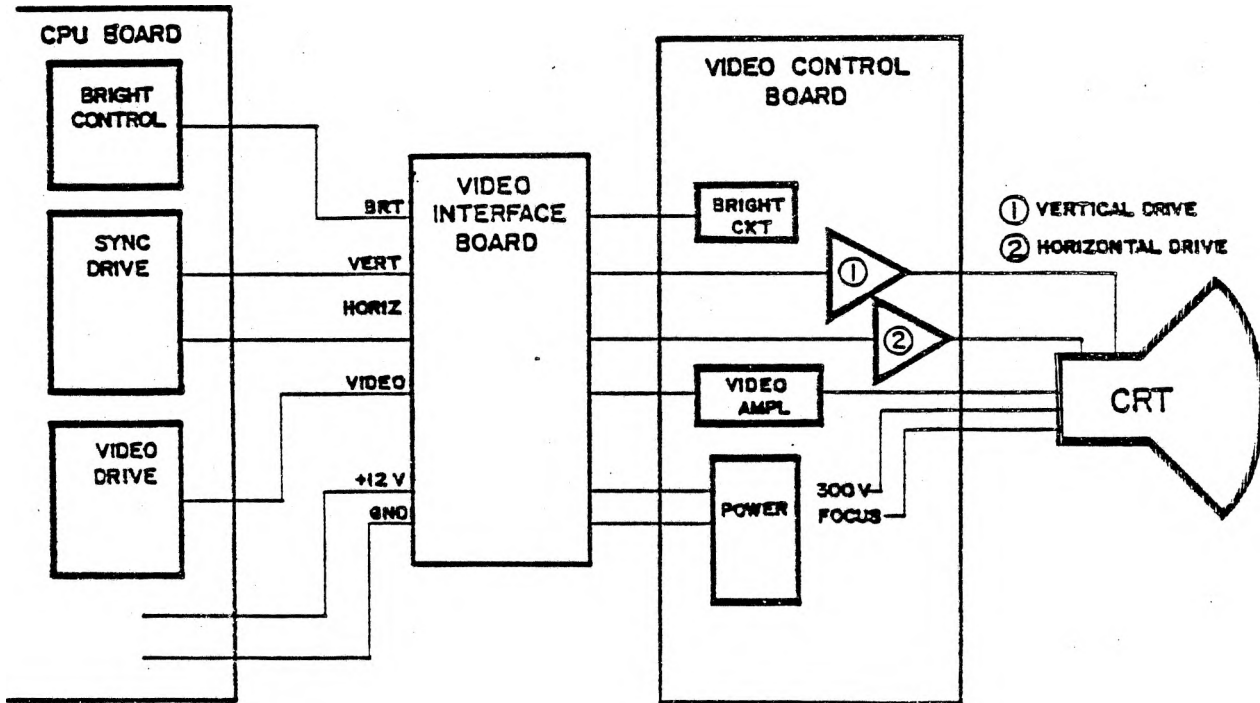 CPU BOARD
BRIGHT
CONTROL
SYNC
DRIVE
VIDEO
DRIVE
BRT
VERT
HORIZ
VIDEO
+12 V
GND
VIDEO
INTERFACE
BOARD
VIDEO CONTROL
BOARD
BRIGHT
CKT
1
2
VIDEO
AMPL
POWER
300V
FOCUS
1 VERTICAL DRIVE
2 HORIZONTAL DRIVE
CRT